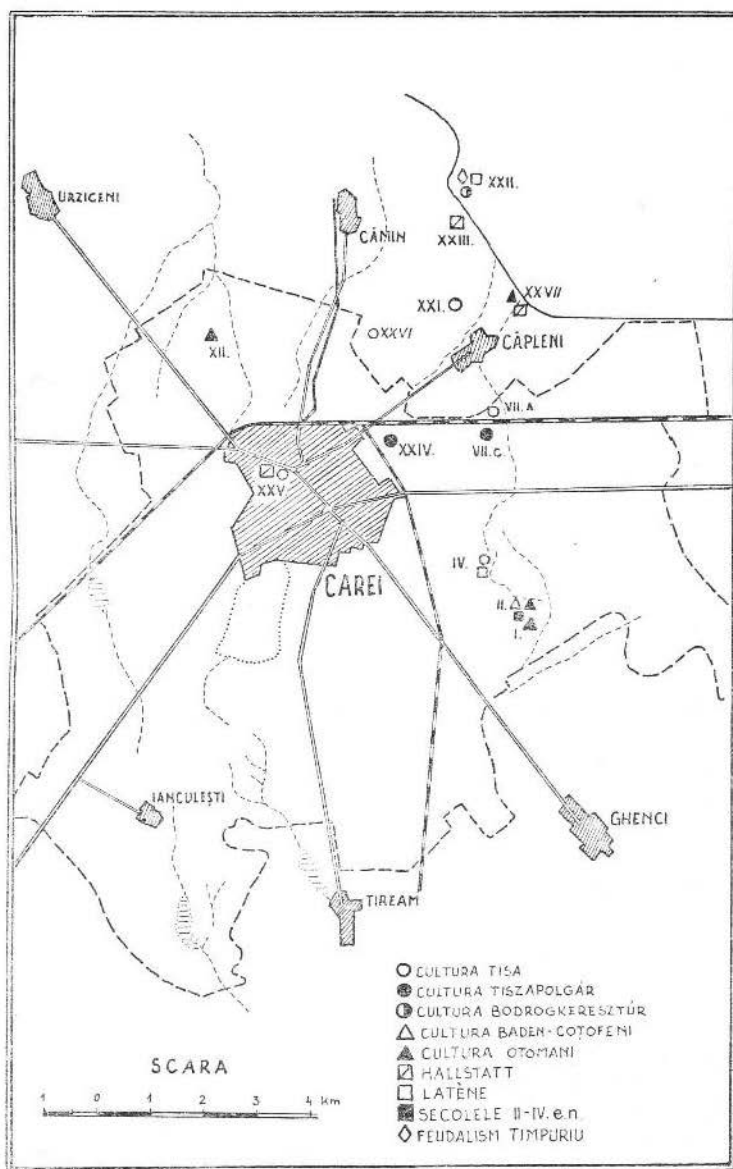 URZIGENI
CĂMIN
XXII.
XXIII.
XXI.
XXVII
XXVI
XII.
CĂPLENI
VII.A
XXIV.
VII.C.
XXV
IV.
CAREI
II.
I.
IANCULEȘTI
GHENCI
TIREAM
CULTURA TISA
CULTURA TISZAPOLGÁR
CULTURA BODROGKERESZTÚR
CULTURA BADEN-COȚOFENI
CULTURA OTOMANI
HALLSTATT
LATÈNE
SECOLELE II-IV. e.n.
FEUDALISM TIMPURIU
SCARA
1 0 1 2 3 4 km